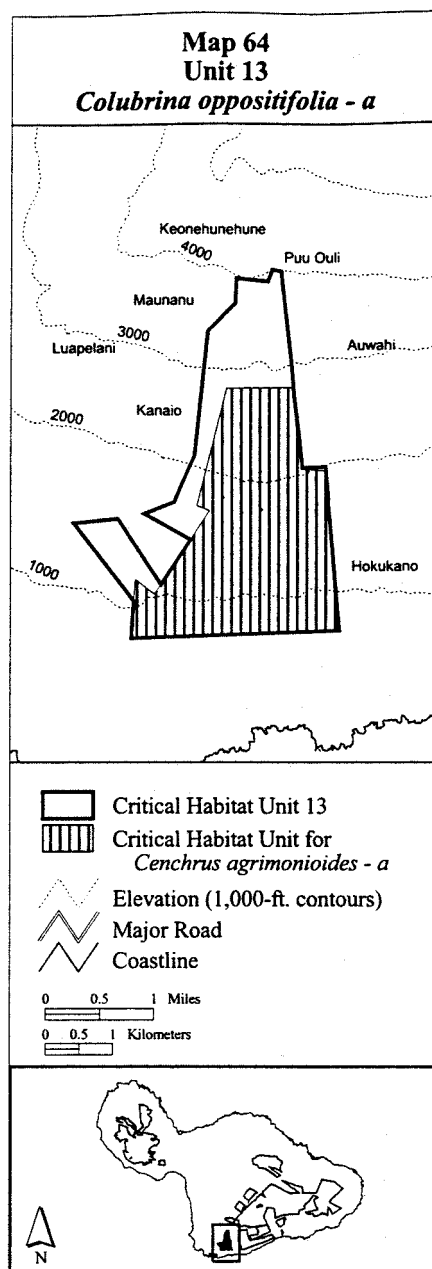 Map 64
Unit 13
Colubrina oppositifolia - a
Keonehunehune
4000
Puu Ouli
Maunanu
3000
Luapelani
Auwahi
2000
Kanaio
1000
Hokukano
Critical Habitat Unit 13
Critical Habitat Unit for
Cenchrus agrimonioides - a
Elevation (1,000-ft. contours)
Major Road
Coastline
0 0.5 1 Miles
0 0.5 1 Kilometers
N